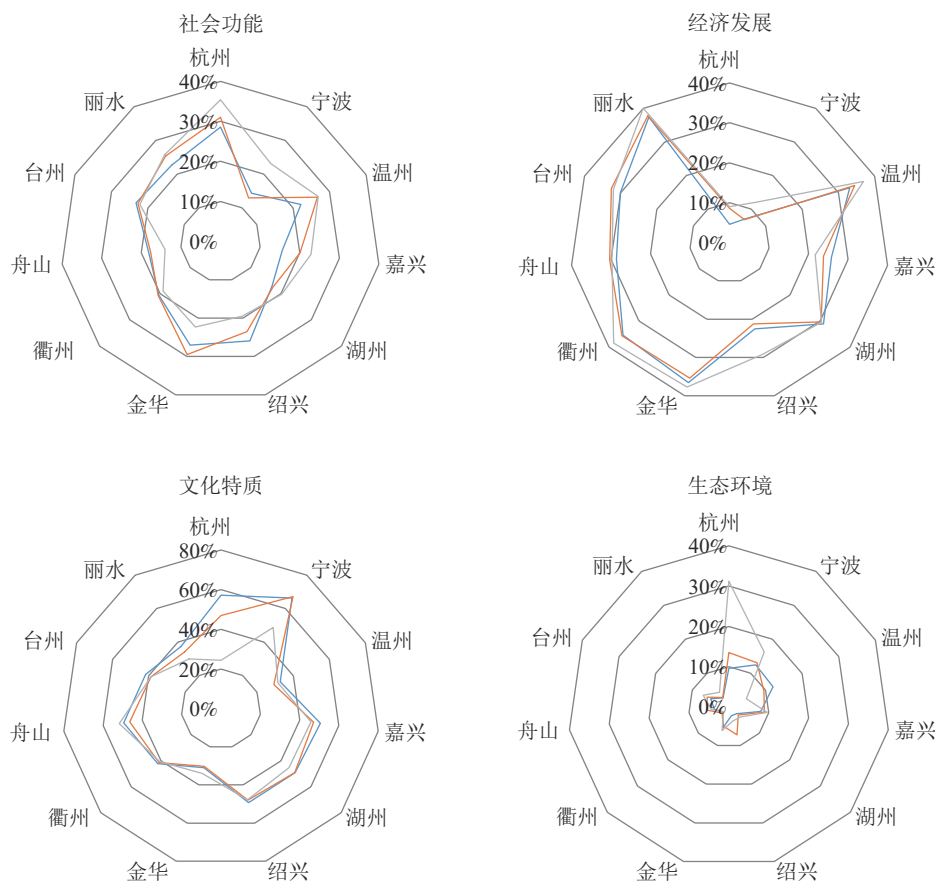 社会功能
杭州
40%
丽水
宁波
30%
台州
温州
20%
10%
0%
舟山
嘉兴
衢州
湖州
金华
绍兴
经济发展
杭州
40%
丽水
宁波
30%
台州
温州
20%
10%
0%
舟山
嘉兴
衢州
湖州
金华
绍兴
文化特质
杭州
80%
丽水
宁波
60%
台州
温州
40%
20%
0%
舟山
嘉兴
衢州
湖州
金华
绍兴
生态环境
杭州
40%
丽水
宁波
30%
台州
温州
20%
10%
0%
舟山
嘉兴
衢州
湖州
金华
绍兴